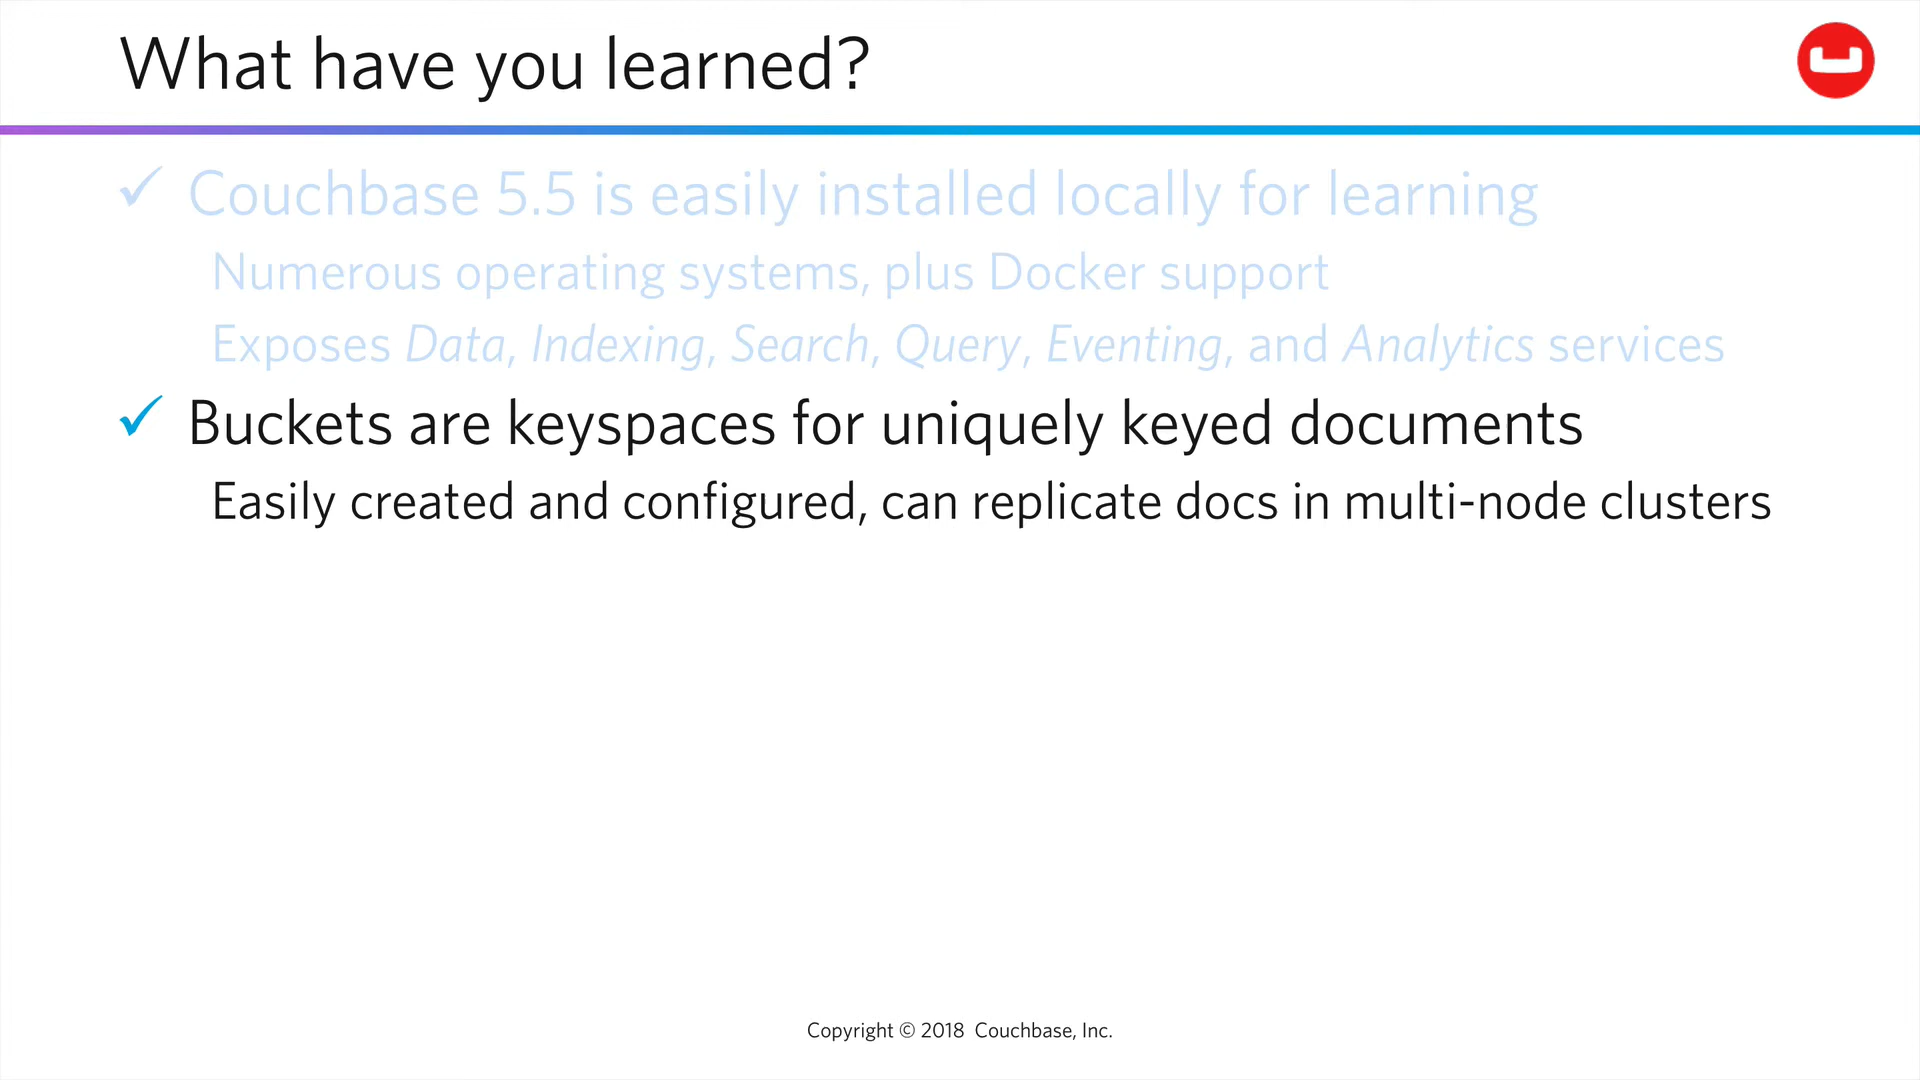 What have you learned?
✓ Couchbase 5.5 is easily installed locally for learning
Numerous operating systems, plus Docker support
Exposes Data, Indexing, Search, Query, Eventing, and Analytics services
✓ Buckets are keyspaces for uniquely keyed documents
Easily created and configured, can replicate docs in multi-node clusters
Copyright © 2018 Couchbase, Inc.